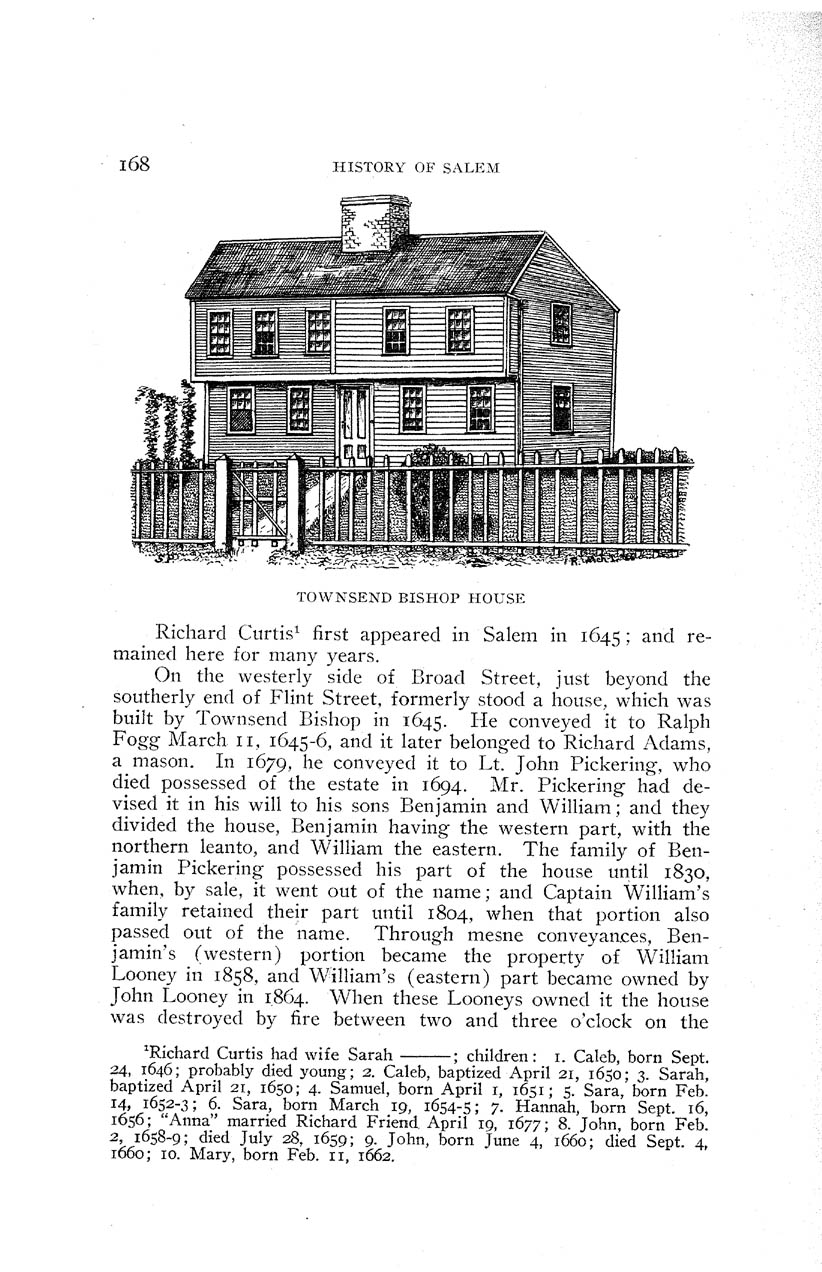 168 HISTORY OF SALEM
TOWNSEND BISHOP HOUSE
Richard Curtis¹ first appeared in Salem in 1645; and re-
mained here for many years.
On the westerly side of Broad Street, just beyond the
southerly end of Flint Street, formerly stood a house, which was
built by Townsend Bishop in 1645. He conveyed it to Ralph
Fogg March 11, 1645-6, and it later belonged to Richard Adams,
a mason. In 1679, he conveyed it to Lt. John Pickering, who
died possessed of the estate in 1694. Mr. Pickering had de-
vised it in his will to his sons Benjamin and William; and they
divided the house, Benjamin having the western part, with the
northern leanto, and William the eastern. The family of Ben-
jamin Pickering possessed his part of the house until 1830,
when, by sale, it went out of the name; and Captain William's
family retained their part until 1804, when that portion also
passed out of the name. Through mesne conveyances, Ben-
jamin's (western) portion became the property of William
Looney in 1858, and William's (eastern) part became owned by
John Looney in 1864. When these Looneys owned it the house
was destroyed by fire between two and three o'clock on the
¹Richard Curtis had wife Sarah ———; children: 1. Caleb, born Sept.
24, 1646; probably died young; 2. Caleb, baptized April 21, 1650; 3. Sarah,
baptized April 21, 1650; 4. Samuel, born April 1, 1651; 5. Sara, born Feb.
14, 1652-3; 6. Sara, born March 19, 1654-5; 7. Hannah, born Sept. 16,
1656; "Anna" married Richard Friend April 19, 1677; 8. John, born Feb.
2, 1658-9; died July 28, 1659; 9. John, born June 4, 1660; died Sept. 4,
1660; 10. Mary, born Feb. 11, 1662.